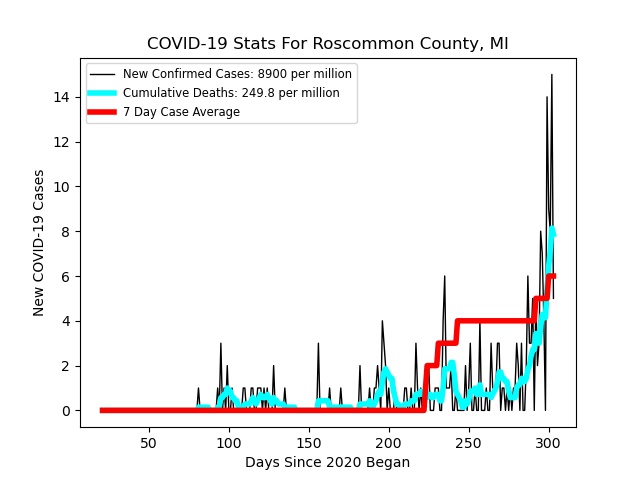 COVID-19 Stats For Roscommon County, MI
New Confirmed Cases: 8900 per million
Cumulative Deaths: 249.8 per million
7 Day Case Average
New COVID-19 Cases
14
12
10
8
6
4
2
0
50 100 150 200 250 300
Days Since 2020 Began